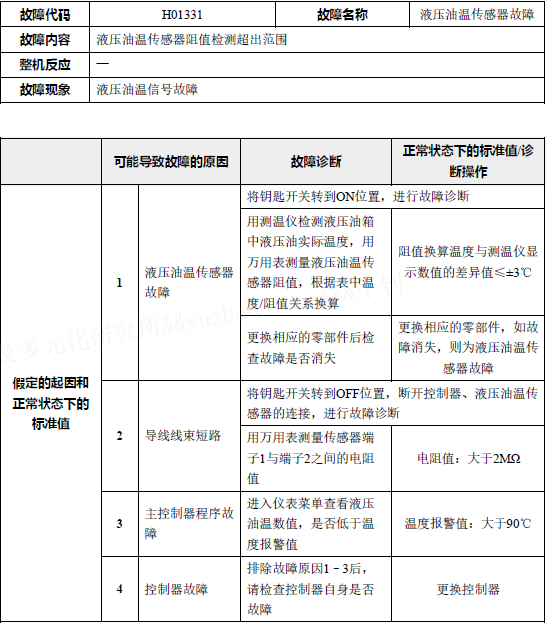 故障代码 H01331 故障名称 液压油温传感器故障
故障内容 液压油温传感器阻值检测超出范围
整机反应 —
故障现象 液压油温信号故障
可能导致故障的原因 故障诊断 正常状态下的标准值/诊
断操作
假定的起因和
正常状态下的
标准值
1 液压油温传感器
故障
将钥匙开关转到ON位置，进行故障诊断
用测温仪检测液压油箱
中液压油实际温度，用
万用表测量液压油温传
感器阻值，根据表中温
度/阻值关系换算
阻值换算温度与测温仪显
示数值的差异值≤±3℃
更换相应的零部件后检
查故障是否消失
更换相应的零部件，如故
障消失，则为液压油温传
感器故障
2 导线线束短路
将钥匙开关转到OFF位置，断开控制器、液压油温传
感器的连接，进行故障诊断
用万用表测量传感器端
子1与端子2之间的电阻
值
电阻值：大于2MΩ
3 主控制器程序故
障
进入仪表菜单查看液压
油温数值，是否低于温
度报警值
温度报警值：大于90℃
4 控制器故障
排除故障原因1－3后，
请检查控制器自身是否
故障
更换控制器
及多元化研究所&&yuzha